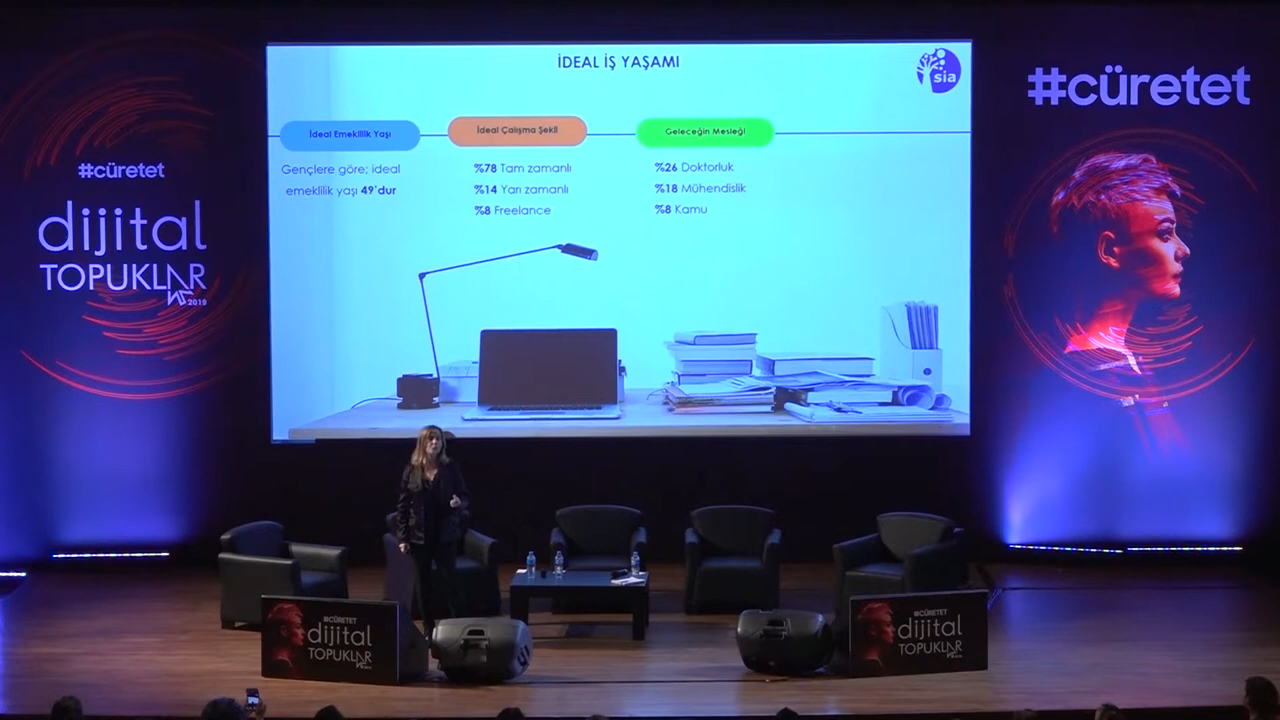 #cüretet
dijital
TOPUKLAR
2019
İDEAL İŞ YAŞAMI
sia
İdeal Emeklilik Yaşı
Gençlere göre; ideal
emeklilik yaşı 49'dur
İdeal Çalışma Şekli
%78 Tam zamanlı
%14 Yarı zamanlı
%8 Freelance
Geleceğin Mesleği
%26 Doktorluk
%18 Mühendislik
%8 Kamu
#cüretet
#CÜRETET
dijital
TOPUKLAR
#CÜRETET
dijital
TOPUKLAR